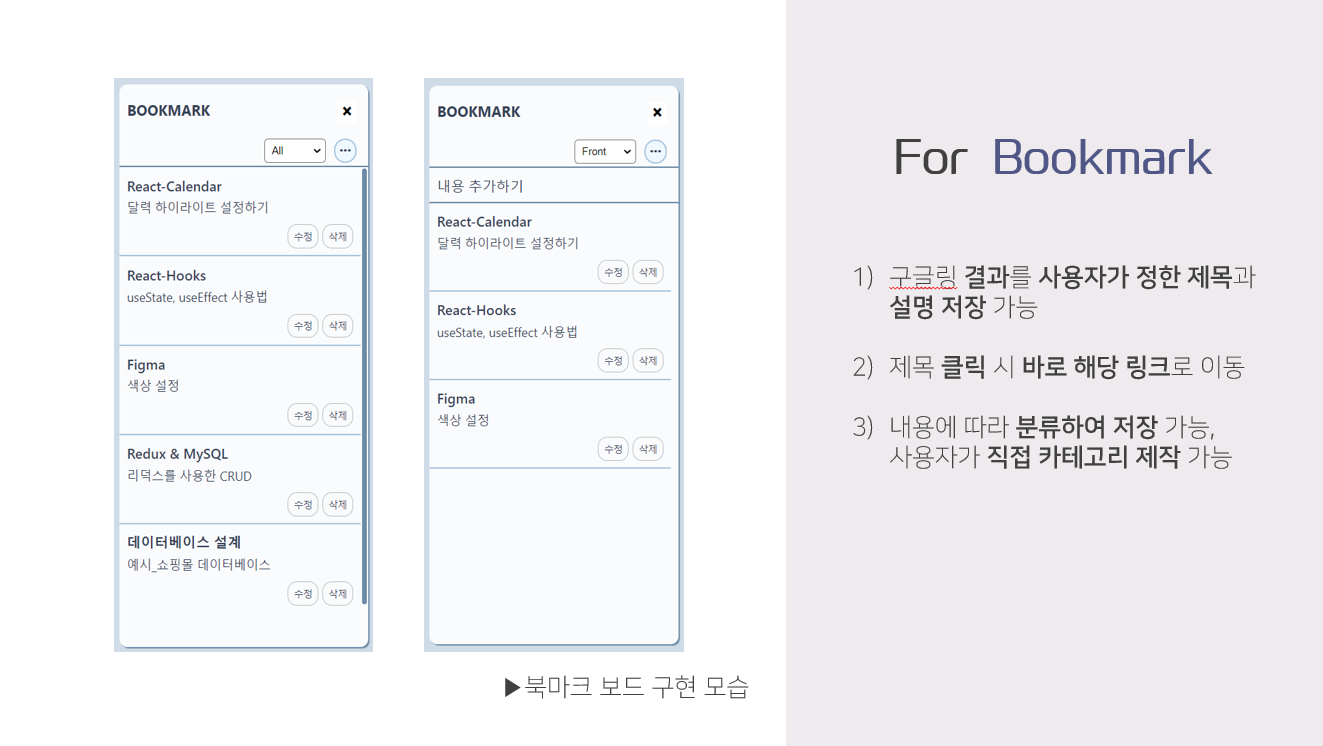 BOOKMARK
×
All
React-Calendar
달력 하이라이트 설정하기
수정 삭제
React-Hooks
useState, useEffect 사용법
수정 삭제
Figma
색상 설정
수정 삭제
Redux & MySQL
리덕스를 사용한 CRUD
수정 삭제
데이터베이스 설계
예시_쇼핑몰 데이터베이스
수정 삭제
BOOKMARK
×
Front
내용 추가하기
React-Calendar
달력 하이라이트 설정하기
수정 삭제
React-Hooks
useState, useEffect 사용법
수정 삭제
Figma
색상 설정
수정 삭제
▶북마크 보드 구현 모습
For Bookmark
1) 구글링 결과를 사용자가 정한 제목과
설명 저장 가능
2) 제목 클릭 시 바로 해당 링크로 이동
3) 내용에 따라 분류하여 저장 가능,
사용자가 직접 카테고리 제작 가능